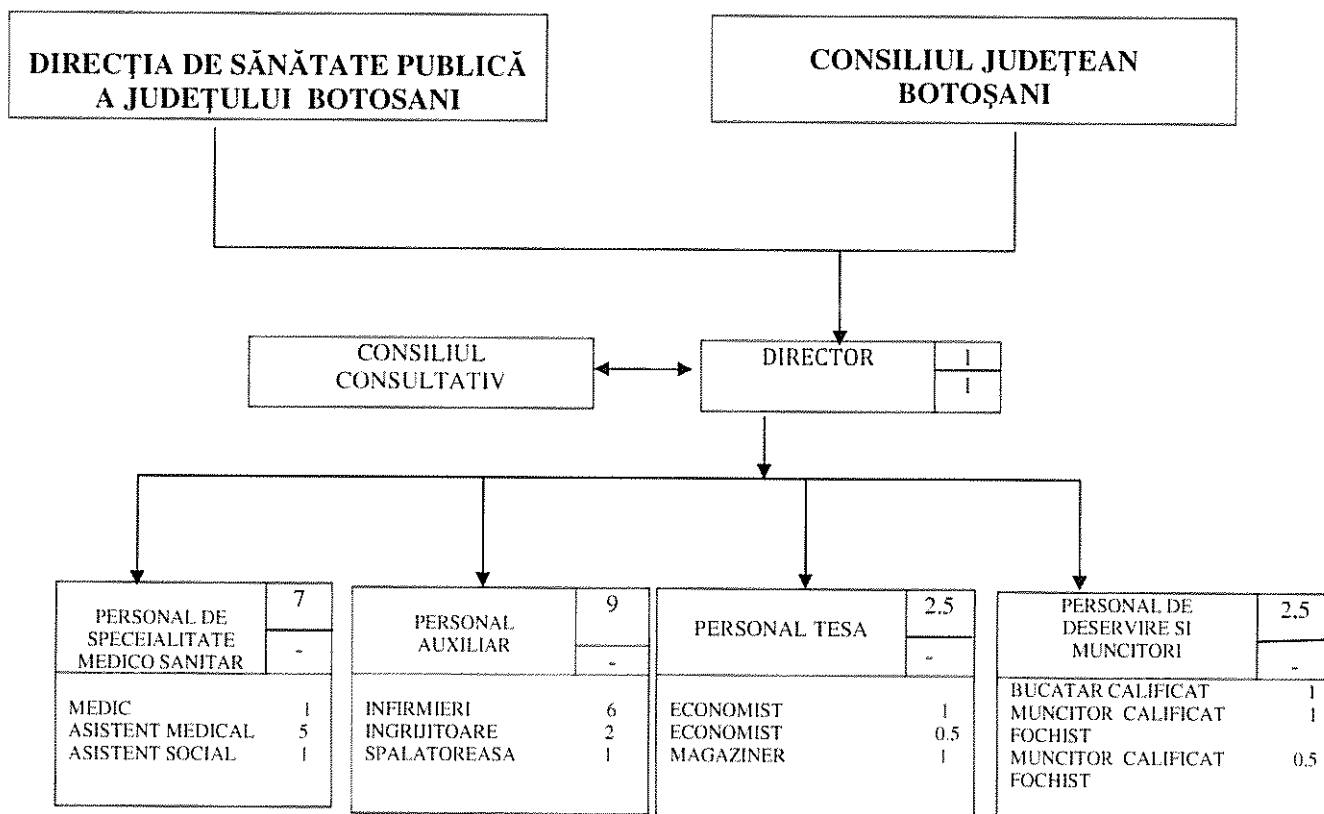 DIRECŢIA DE SĂNĂTATE PUBLICĂ
A JUDEŢULUI BOTOSANI
CONSILIUL JUDEŢEAN
BOTOŞANI
CONSILIUL
CONSULTATIV
DIRECTOR
1
1
PERSONAL DE
SPECEIALITATE
MEDICO SANITAR
7
-
MEDIC 1
ASISTENT MEDICAL 5
ASISTENT SOCIAL 1
PERSONAL
AUXILIAR
9
-
INFIRMIERI 6
INGRIJITOARE 2
SPALATOREASA 1
PERSONAL TESA
2.5
-
ECONOMIST 1
ECONOMIST 0.5
MAGAZINER 1
PERSONAL DE
DESERVIRE SI
MUNCITORI
2.5
-
BUCATAR CALIFICAT 1
MUNCITOR CALIFICAT 1
FOCHIST
MUNCITOR CALIFICAT 0.5
FOCHIST